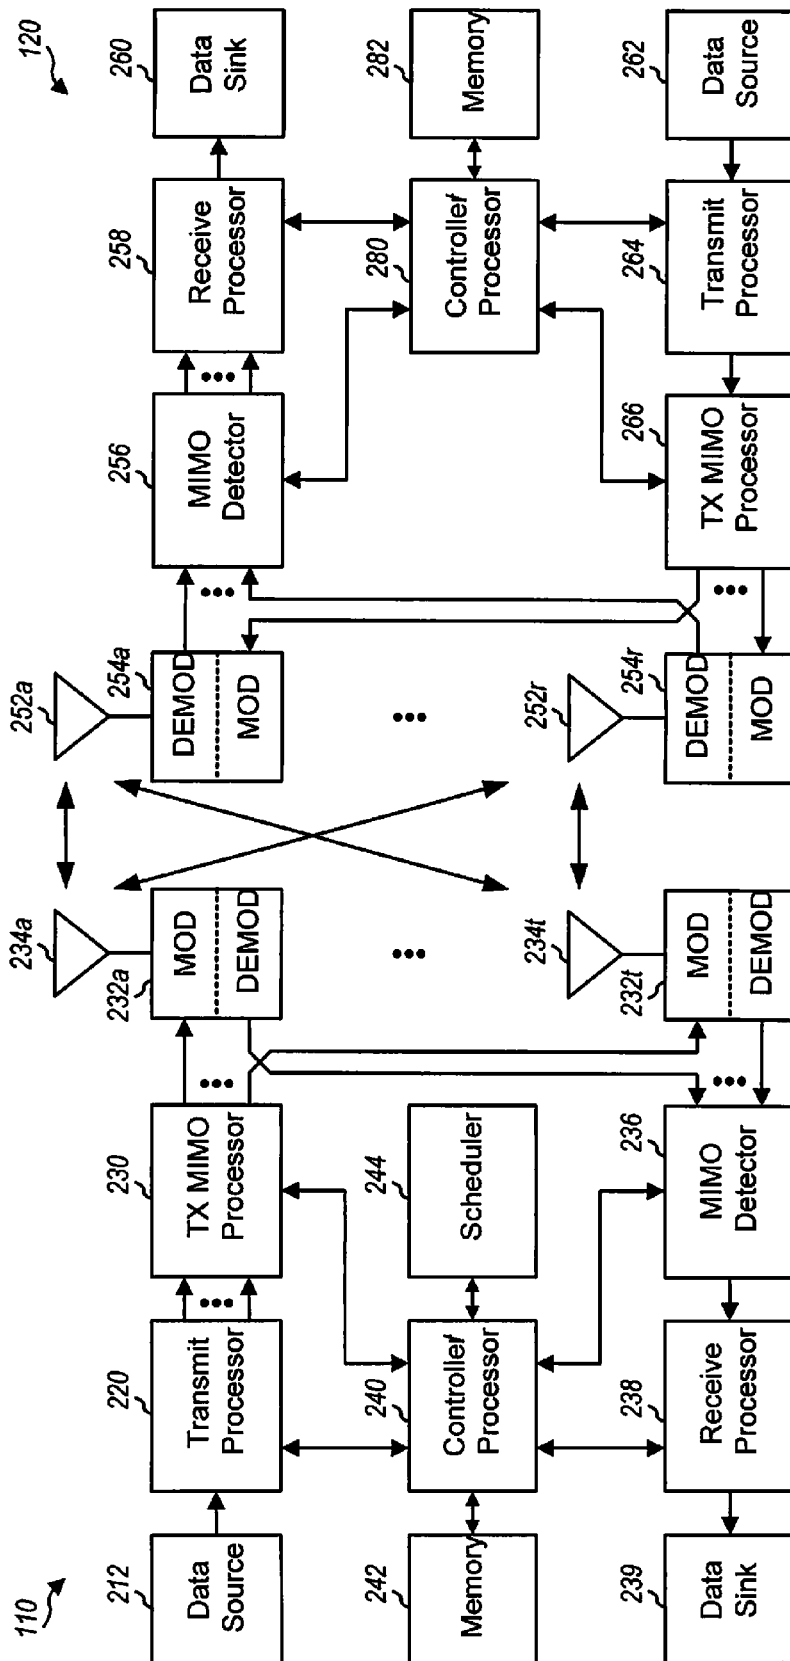 110
120
212
Data
Source
220
Transmit
Processor
•••
230
TX MIMO
Processor
•••
232a
MOD
DEMOD
234a
252a
254a
DEMOD
MOD
•••
256
MIMO
Detector
•••
258
Receive
Processor
260
Data
Sink
242
Memory
240
Controller/
Processor
244
Scheduler
•••
•••
280
Controller/
Processor
282
Memory
239
Data
Sink
238
Receive
Processor
236
MIMO
Detector
•••
232t
MOD
DEMOD
234t
252r
254r
DEMOD
MOD
•••
266
TX MIMO
Processor
264
Transmit
Processor
262
Data
Source